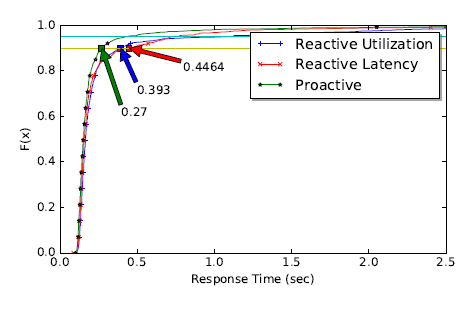 1.0
0.8
0.6
0.4
0.2
0.0
F(x)
Reactive Utilization
Reactive Latency
Proactive
0.4464
0.393
0.27
0.0 0.5 1.0 1.5 2.0 2.5
Response Time (sec)